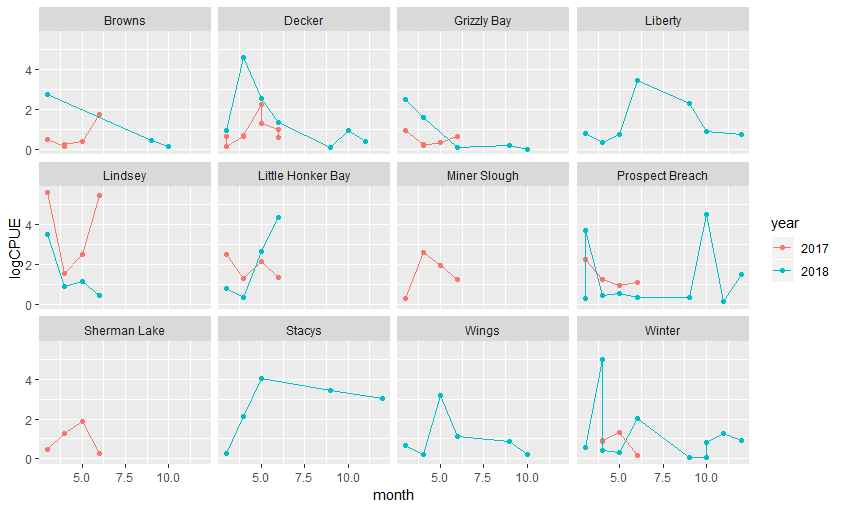 Browns Decker Grizzly Bay Liberty
4
2
0
Lindsey Little Honker Bay Miner Slough Prospect Breach
4
2
0
Sherman Lake Stacys Wings Winter
4
2
0
5.0 7.5 10.0 5.0 7.5 10.0 5.0 7.5 10.0 5.0 7.5 10.0
month
logCPUE
year
2017
2018